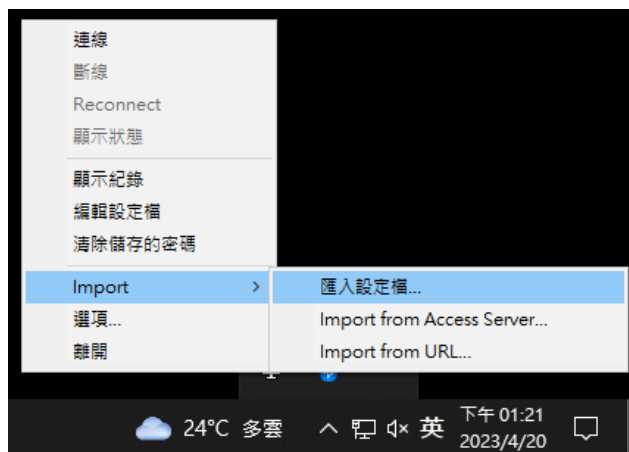 連線
斷線
Reconnect
顯示狀態
顯示紀錄
編輯設定檔
清除儲存的密碼
Import
匯入設定檔...
選項...
Import from Access Server...
離開
Import from URL...
24°C 多雲
英
下午 01:21
2023/4/20